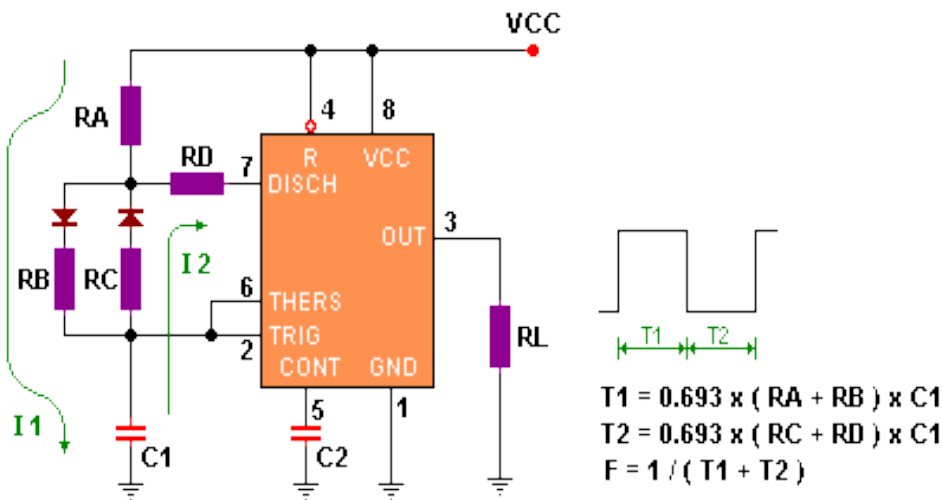 VCC
RA
4
8
R
VCC
RD
7
DISCH
3
OUT
I2
RB
RC
6
THERS
TRIG
2
RL
T1
T2
CONT
GND
I1
5
1
C1
C2
T1 = 0.693 x ( RA + RB ) x C1
T2 = 0.693 x ( RC + RD ) x C1
F = 1 / ( T1 + T2 )